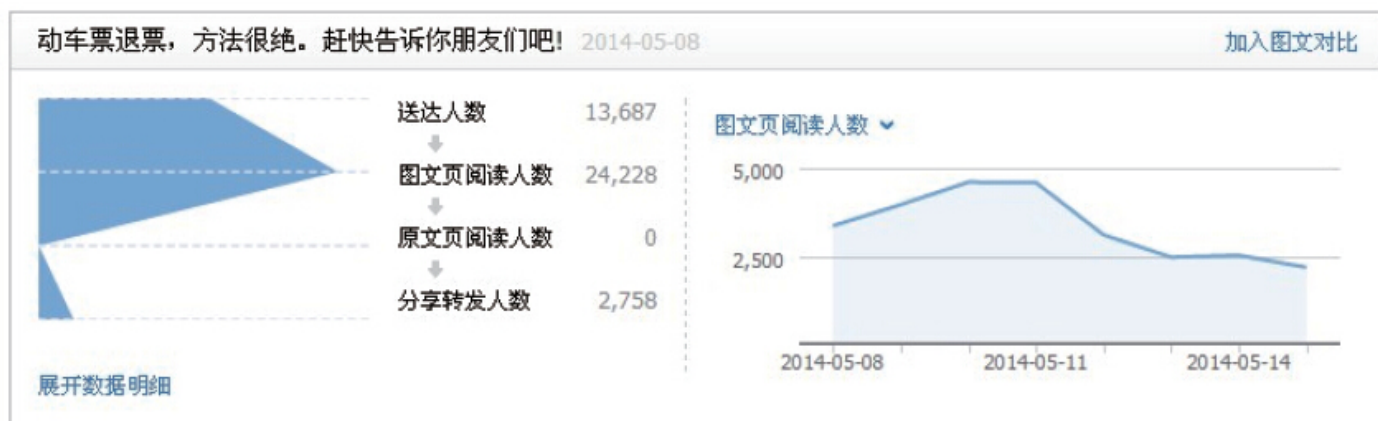 动车票退票，方法很绝。赶快告诉你朋友们吧! 2014-05-08 加入图文对比
送达人数 13,687
图文页阅读人数 24,228
原文页阅读人数 0
分享转发人数 2,758
展开数据明细
图文页阅读人数
5,000
2,500
2014-05-08 2014-05-11 2014-05-14